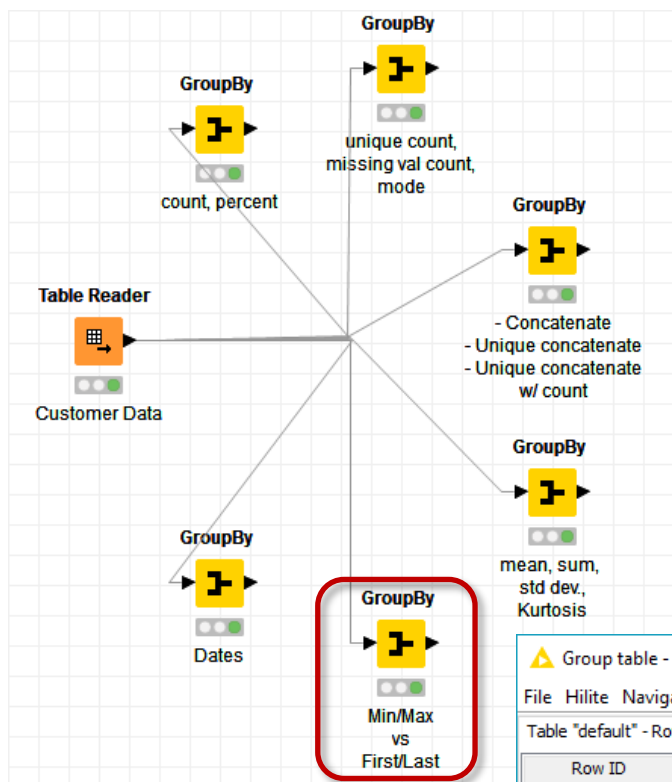 GroupBy
unique count,
missing val count,
mode
GroupBy
count, percent
GroupBy
- Concatenate
- Unique concatenate
- Unique concatenate
w/ count
Table Reader
Customer Data
GroupBy
mean, sum,
std dev.,
Kurtosis
GroupBy
Dates
GroupBy
Min/Max
vs
First/Last
Group table -
File Hilite Naviga
Table "default" - Ro
Row ID